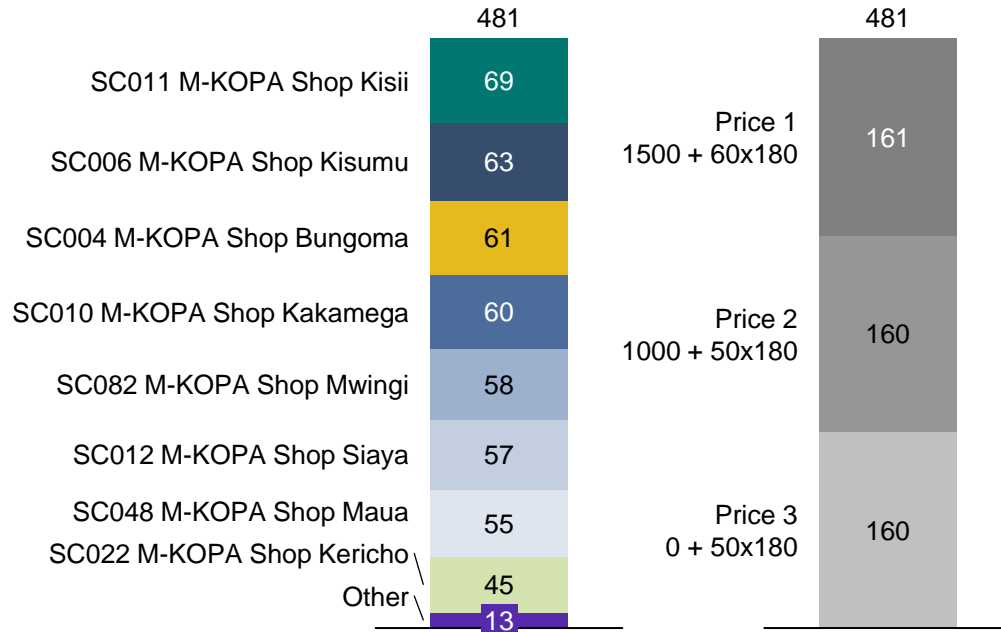 481
SC011 M-KOPA Shop Kisii
69
SC006 M-KOPA Shop Kisumu
63
SC004 M-KOPA Shop Bungoma
61
SC010 M-KOPA Shop Kakamega
60
SC082 M-KOPA Shop Mwingi
58
SC012 M-KOPA Shop Siaya
57
SC048 M-KOPA Shop Maua
55
SC022 M-KOPA Shop Kericho
45
Other
13
481
Price 1
1500 + 60x180
161
Price 2
1000 + 50x180
160
Price 3
0 + 50x180
160